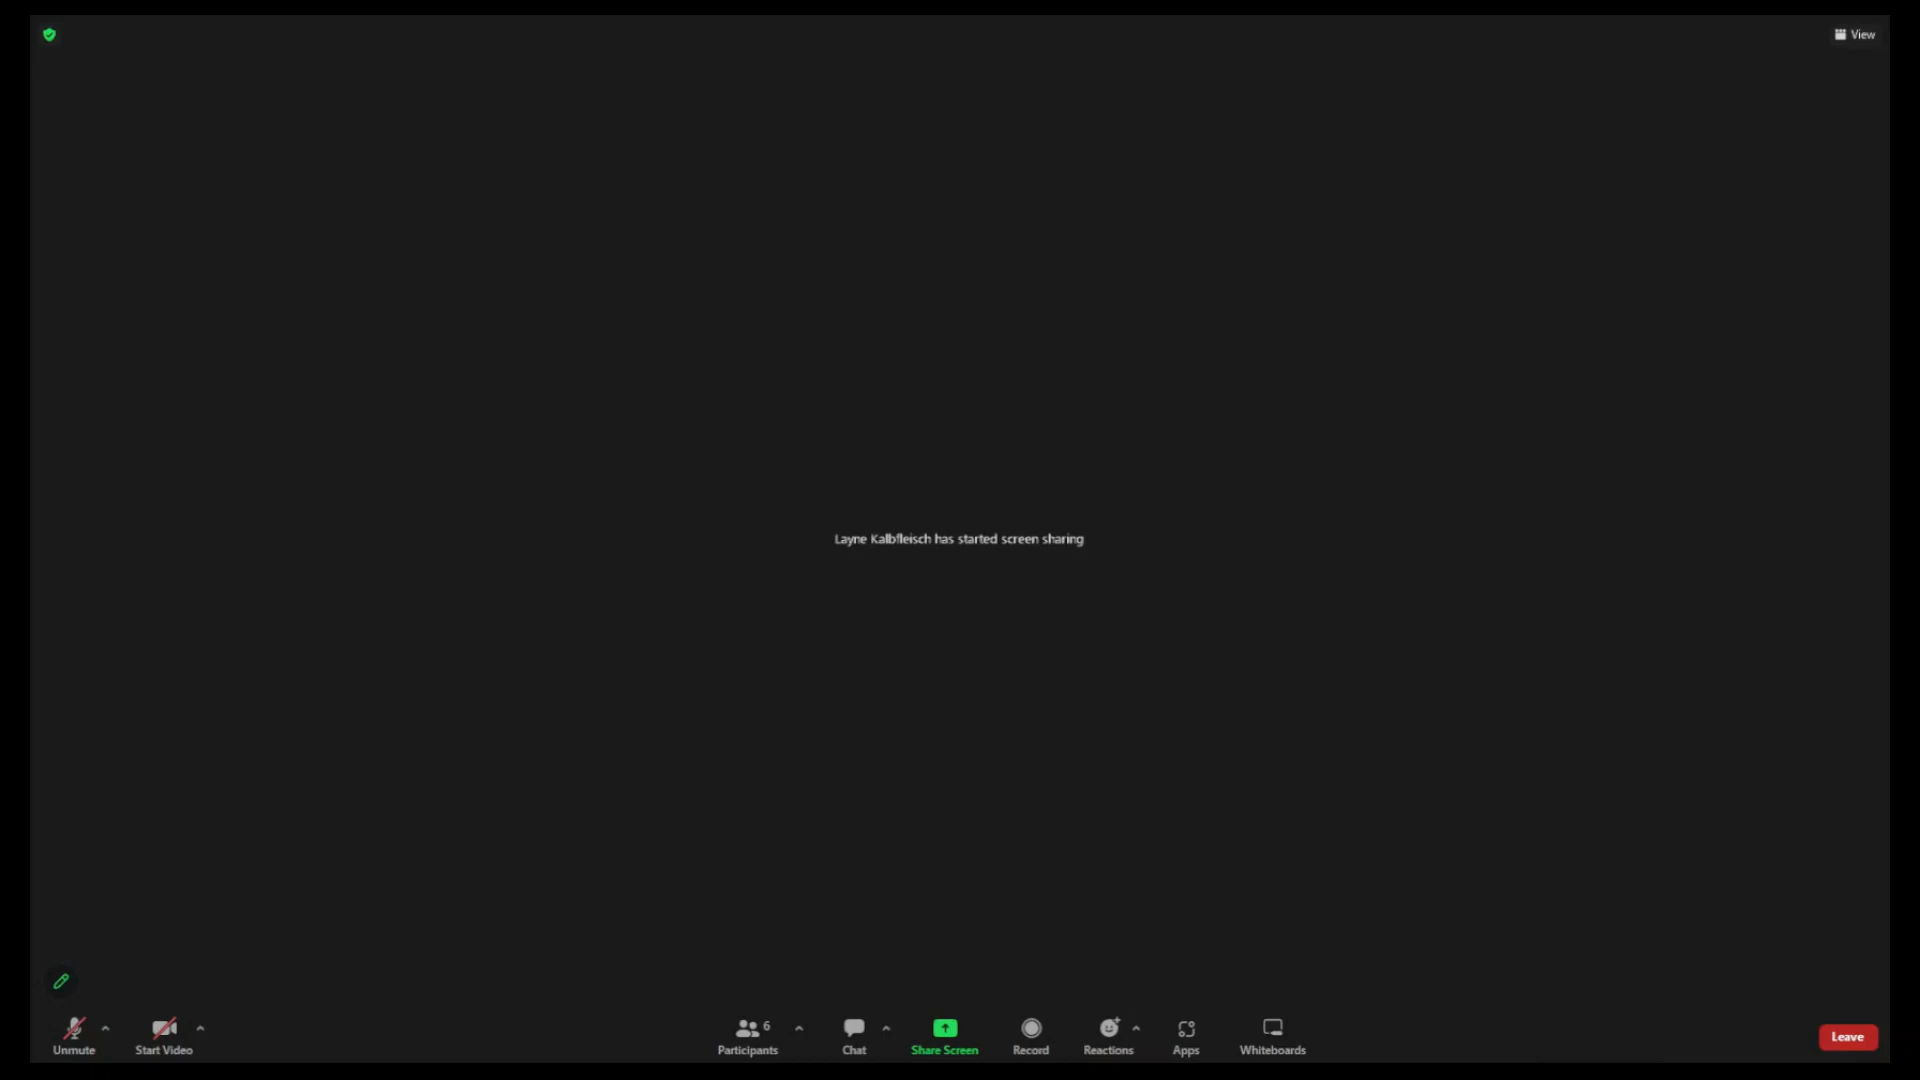 View
Layne Kalbfleisch has started screen sharing
6
Unmute
Start Video
Participants
Chat
Share Screen
Record
Reactions
Apps
Whiteboards
Leave